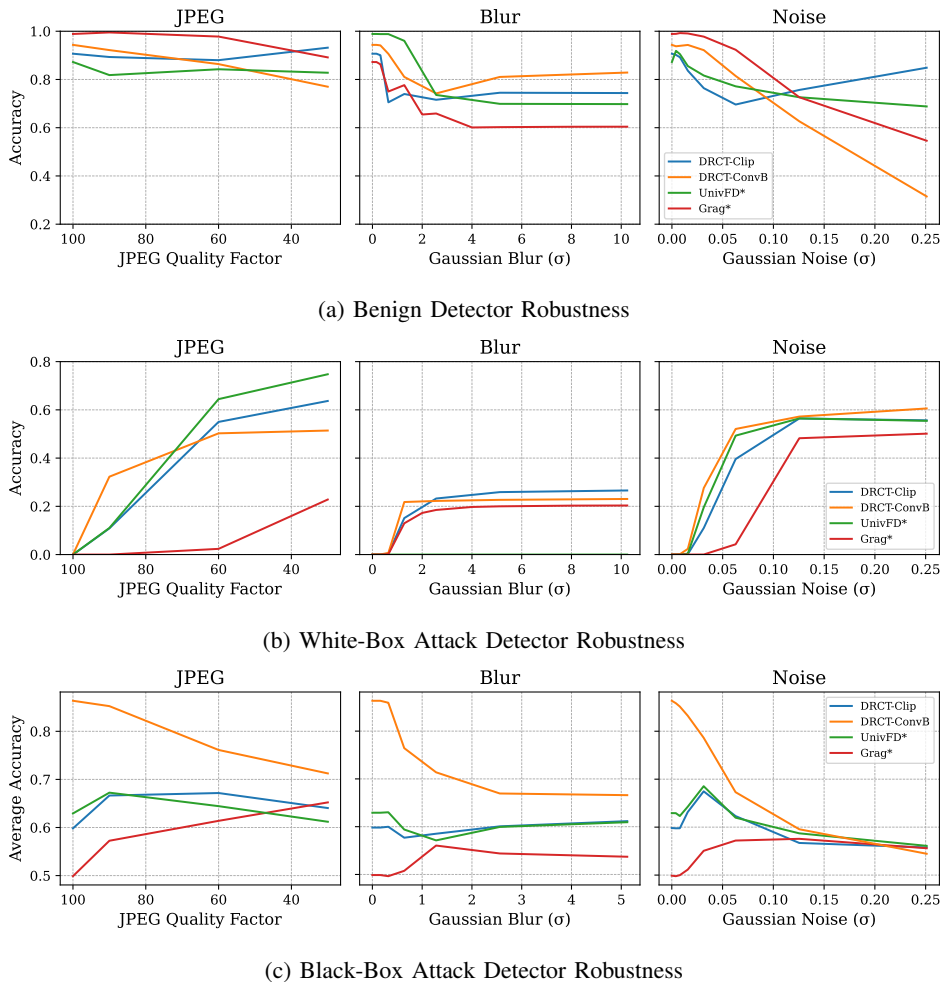 JPEG Blur Noise
1.0
0.8
0.6
0.4
0.2
Accuracy
100 80 60 40
0 2 4 6 8 10
0.00 0.05 0.10 0.15 0.20 0.25
DRCT-Clip
DRCT-ConvB
UnivFD*
Grag*
JPEG Quality Factor Gaussian Blur (σ) Gaussian Noise (σ)
(a) Benign Detector Robustness
JPEG Blur Noise
0.8
0.6
0.4
0.2
0.0
Accuracy
DRCT-Clip
DRCT-ConvB
UnivFD*
Grag*
100 80 60 40
0 2 4 6 8 10
0.00 0.05 0.10 0.15 0.20 0.25
JPEG Quality Factor Gaussian Blur (σ) Gaussian Noise (σ)
(b) White-Box Attack Detector Robustness
JPEG Blur Noise
0.8
0.7
0.6
0.5
Average Accuracy
DRCT-Clip
DRCT-ConvB
UnivFD*
Grag*
100 80 60 40
0 1 2 3 4 5
0.00 0.05 0.10 0.15 0.20 0.25
JPEG Quality Factor Gaussian Blur (σ) Gaussian Noise (σ)
(c) Black-Box Attack Detector Robustness